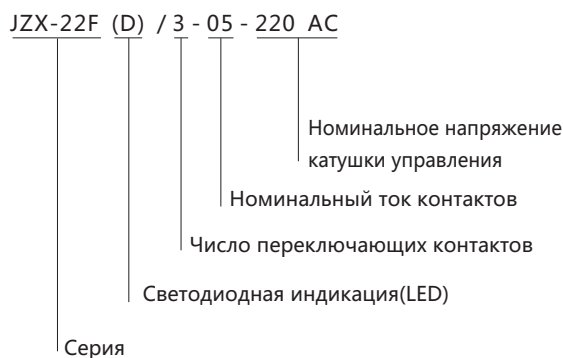 JZX-22F (D) / 3 - 05 - 220 AC
Номинальное напряжение
катушки управления
Номинальный ток контактов
Число переключающих контактов
Светодиодная индикация(LED)
Серия